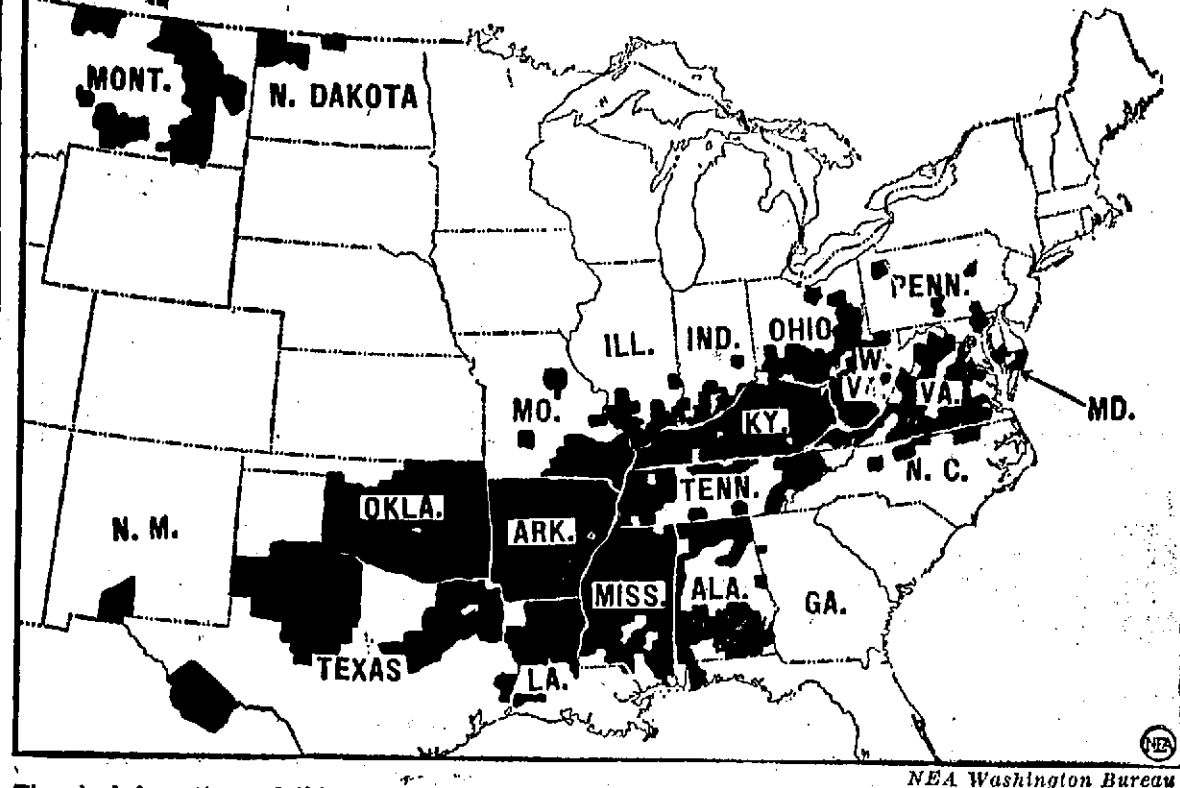 MONT.
N. DAKOTA
PENN.
OHIO
IND.
ILL.
W.
VA.
VA.
MD.
MO.
KY.
N. C.
TENN.
OKLA.
ARK.
N. M.
MISS.
ALA.
GA.
TEXAS
LA.
NEA
NEA Washington Bureau